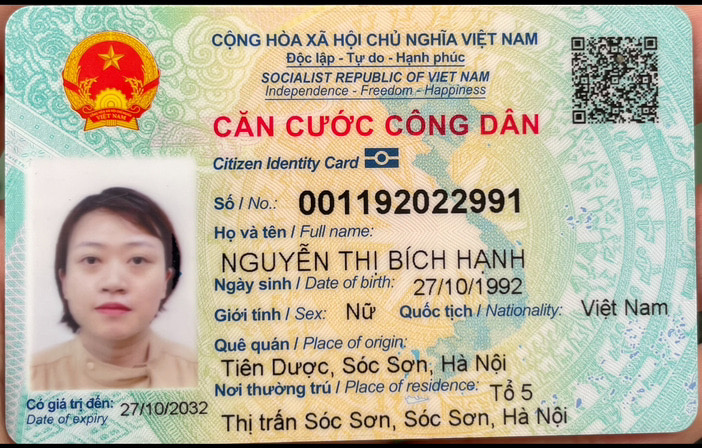 CỘNG HÒA XÃ HỘI CHỦ NGHĨA VIỆT NAM
Độc lập - Tự do - Hạnh phúc
SOCIALIST REPUBLIC OF VIET NAM
Independence - Freedom - Happiness
CĂN CƯỚC CÔNG DÂN
Citizen Identity Card
Số / No.: 001192022991
Họ và tên / Full name:
NGUYỄN THỊ BÍCH HẠNH
Ngày sinh / Date of birth: 27/10/1992
Giới tính / Sex: Nữ Quốc tịch / Nationality: Việt Nam
Quê quán / Place of origin:
Tiên Dược, Sóc Sơn, Hà Nội
Nơi thường trú / Place of residence: Tổ 5
Thị trấn Sóc Sơn, Sóc Sơn, Hà Nội
Có giá trị đến: 27/10/2032
Date of expiry
VIỆT NAM